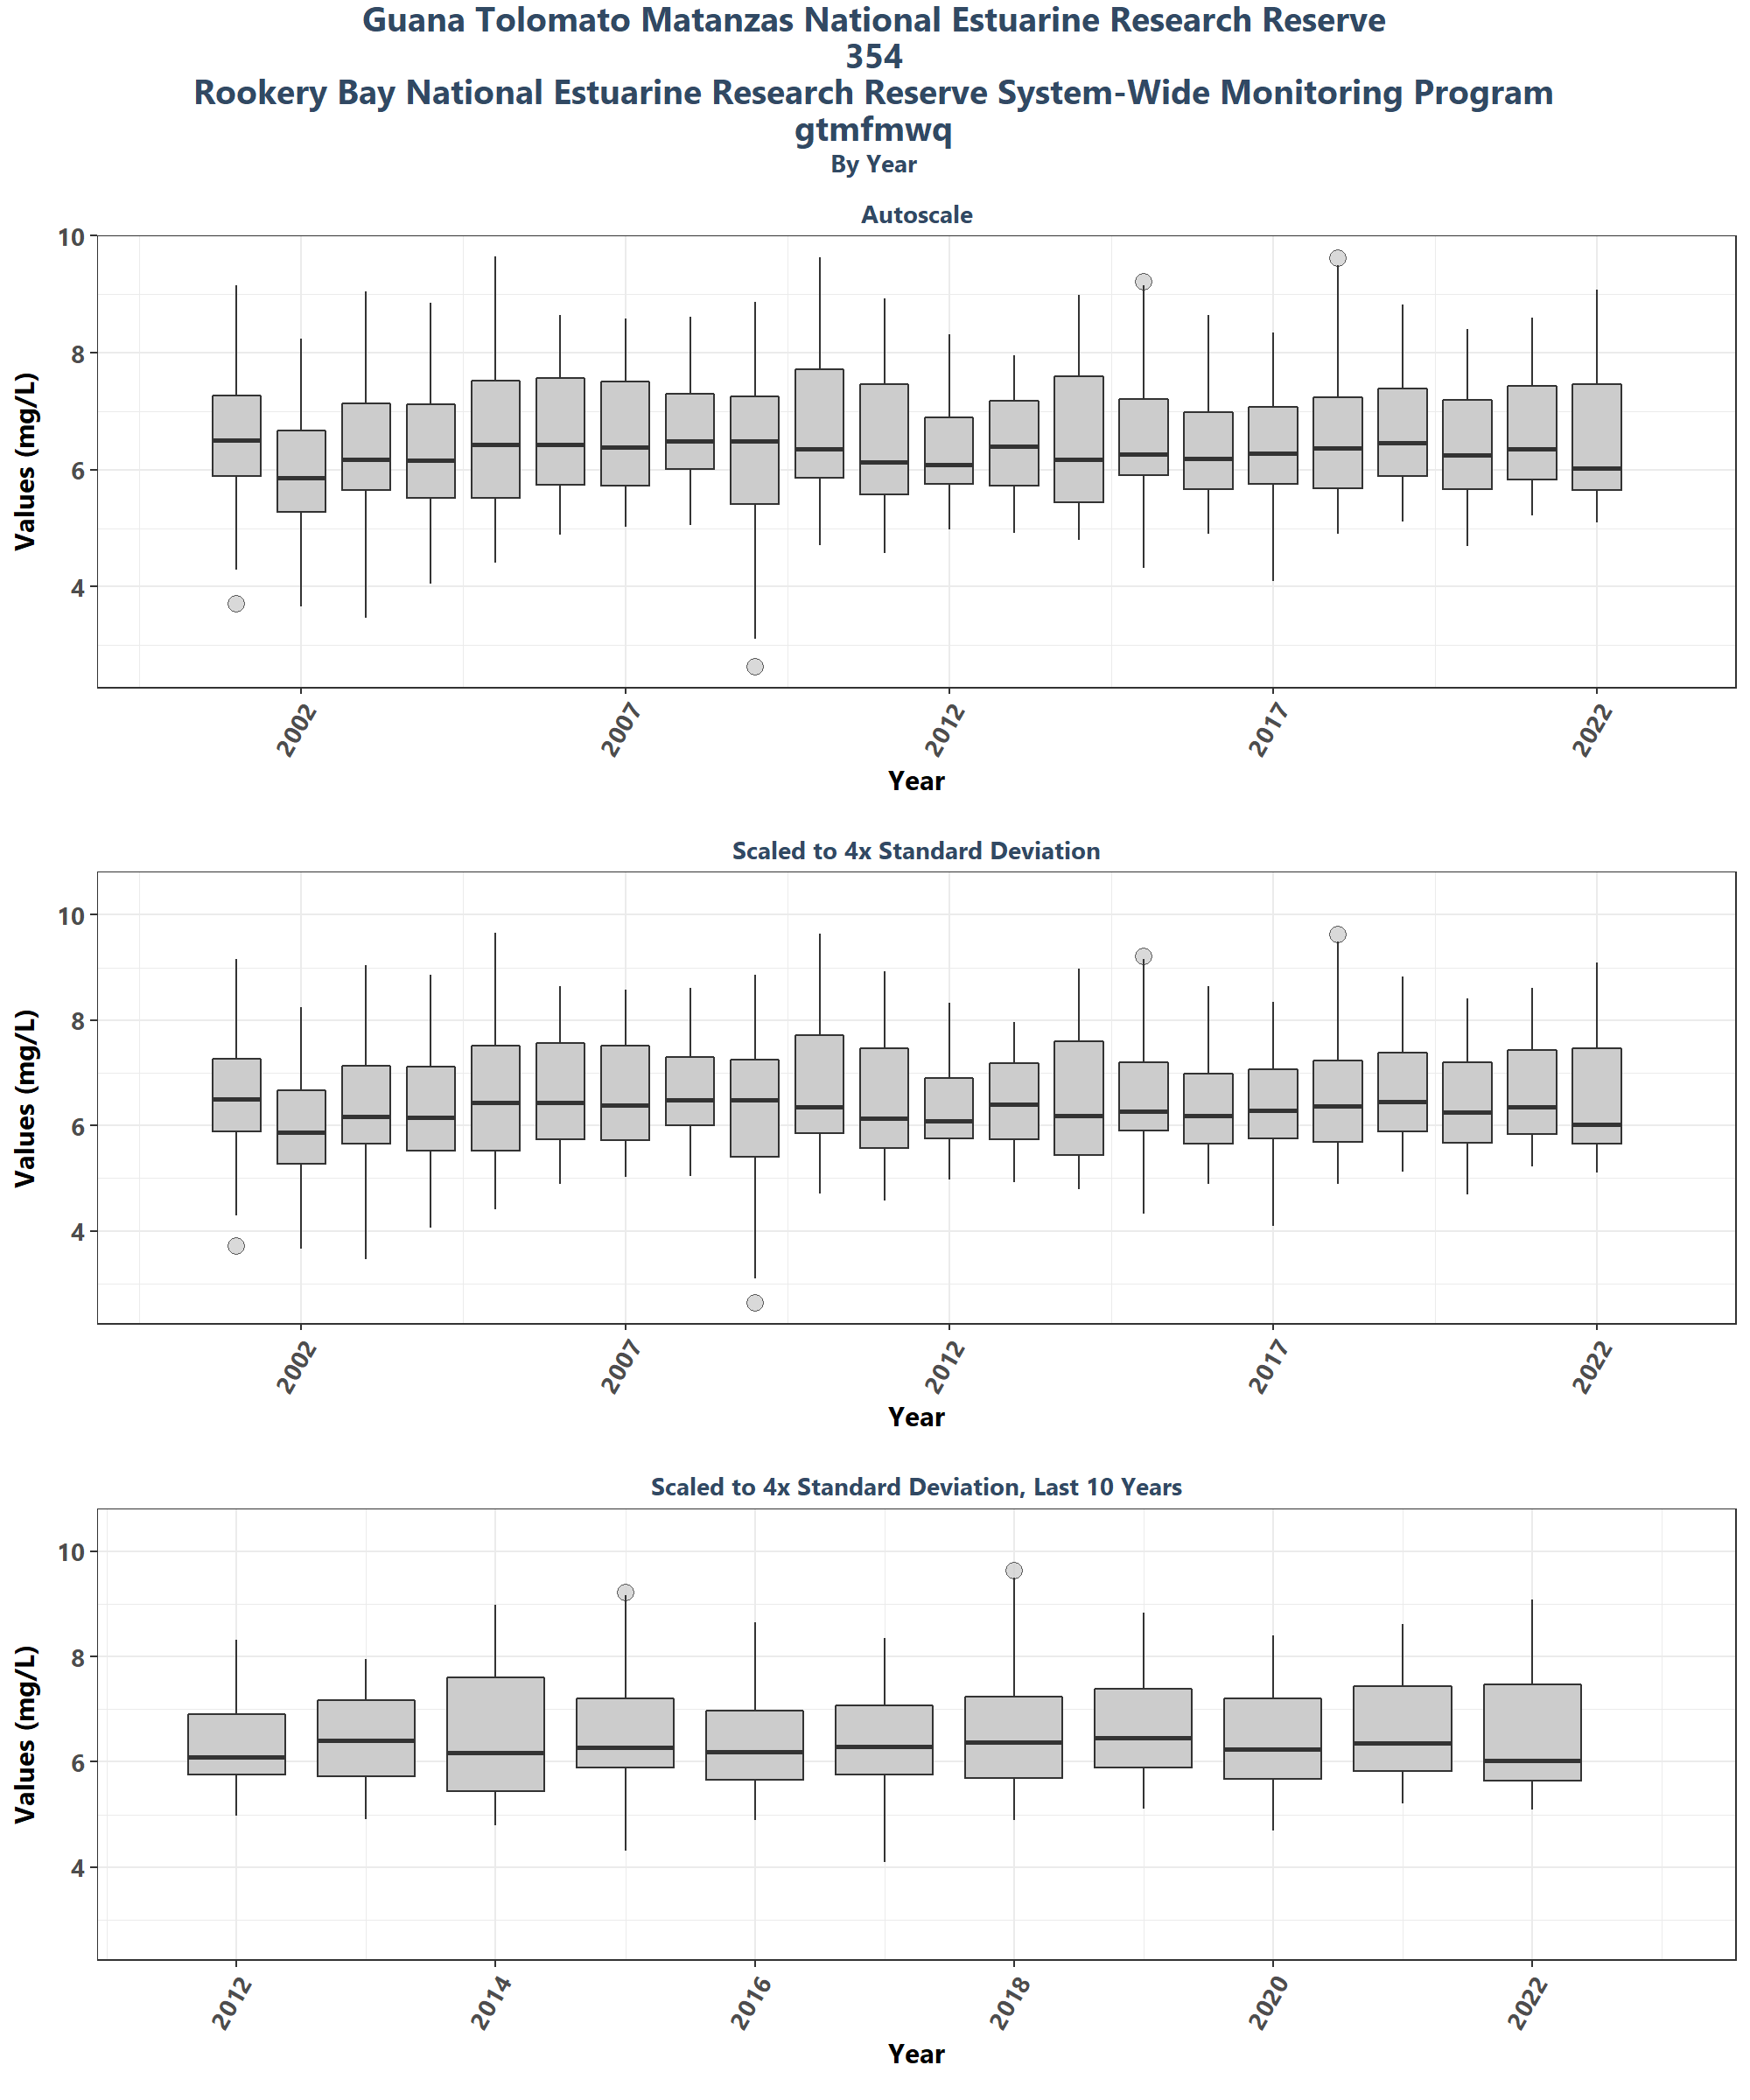 Guana Tolomato Matanzas National Estuarine Research Reserve
354
Rookery Bay National Estuarine Research Reserve System-Wide Monitoring Program
gtmfmwq
By Year
Autoscale
Values (mg/L)
10
8
6
4
2002
2007
2012
2017
2022
Year
Scaled to 4x Standard Deviation
Values (mg/L)
10
8
6
4
2002
2007
2012
2017
2022
Year
Scaled to 4x Standard Deviation, Last 10 Years
Values (mg/L)
10
8
6
4
2012
2014
2016
2018
2020
2022
Year